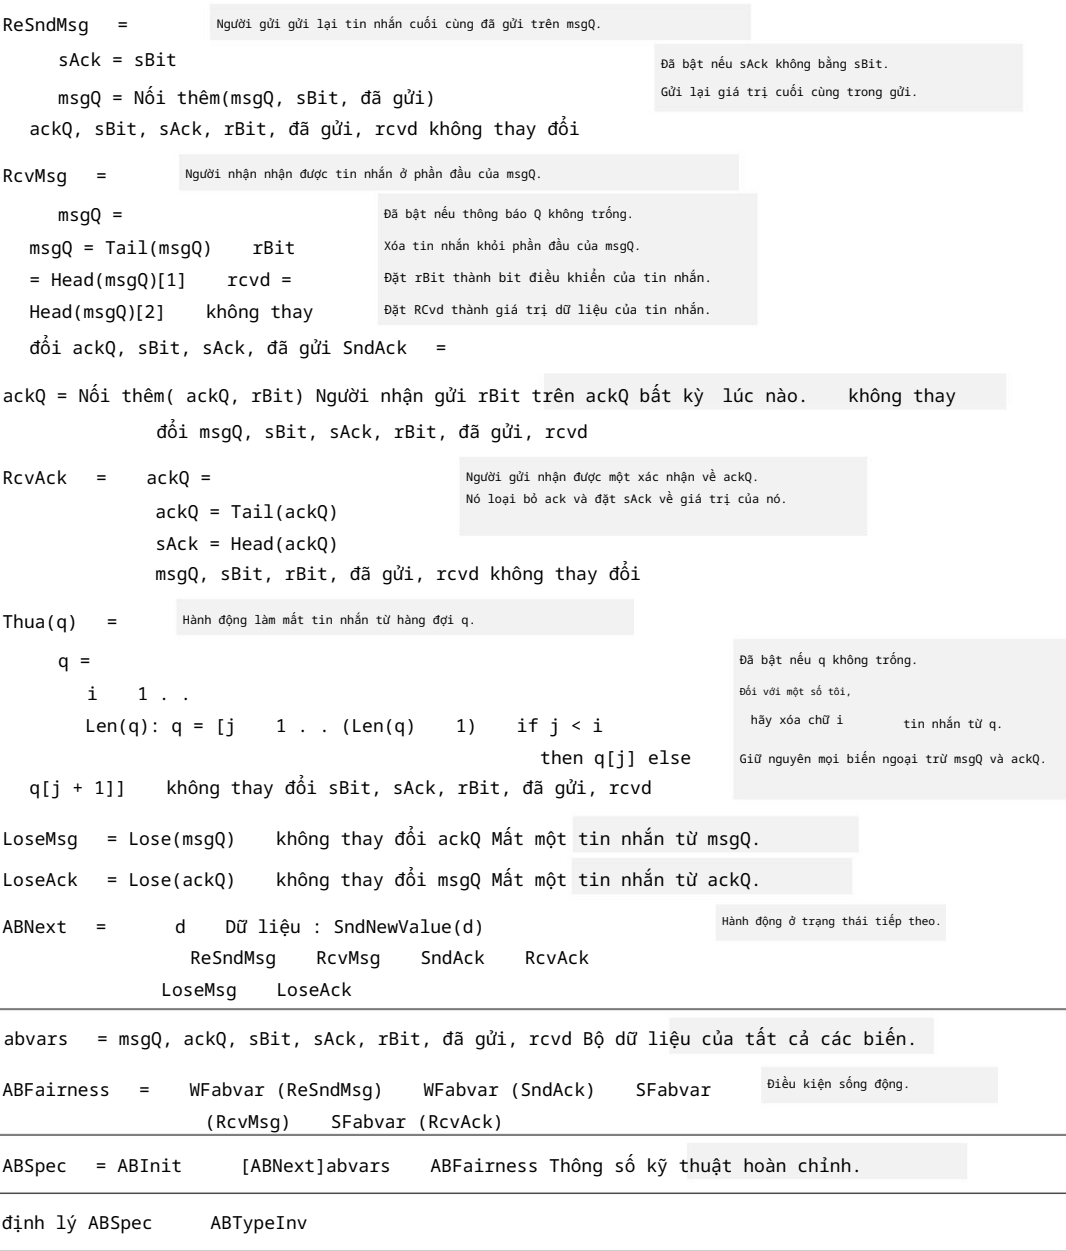 ReSndMsg = Người gửi gửi lại tin nhắn cuối cùng đã gửi trên msgQ.
sAck = sBit Đã bật nếu sAck không bằng sBit.
msgQ = Nối thêm(msgQ, sBit, đã gửi) Gửi lại giá trị cuối cùng trong gửi.
ackQ, sBit, sAck, rBit, đã gửi, rcvd không thay đổi
RcvMsg = Người nhận nhận được tin nhắn ở phần đầu của msgQ.
msgQ = Đã bật nếu thông báo Q không trống.
msgQ = Tail(msgQ) rBit Xóa tin nhắn khỏi phần đầu của msgQ.
= Head(msgQ)[1] rcvd = Đặt rBit thành bit điều khiển của tin nhắn.
Head(msgQ)[2] không thay Đặt RCvd thành giá trị dữ liệu của tin nhắn.
đổi ackQ, sBit, sAck, đã gửi SndAck =
ackQ = Nối thêm( ackQ, rBit) Người nhận gửi rBit trên ackQ bất kỳ lúc nào. không thay
đổi msgQ, sBit, sAck, rBit, đã gửi, rcvd
RcvAck = ackQ = Người gửi nhận được một xác nhận về ackQ.
Nó loại bỏ ack và đặt sAck về giá trị của nó.
ackQ = Tail(ackQ)
sAck = Head(ackQ)
msgQ, sBit, rBit, đã gửi, rcvd không thay đổi
Thua(q) = Hành động làm mất tin nhắn từ hàng đợi q.
q = Đã bật nếu q không trống.
i 1 . . Đối với một số tôi,
Len(q): q = [j 1 . . (Len(q) 1) if j < i hãy xóa chữ i tin nhắn từ q.
then q[j] else Giữ nguyên mọi biến ngoại trừ msgQ và ackQ.
q[j + 1]] không thay đổi sBit, sAck, rBit, đã gửi, rcvd
LoseMsg = Lose(msgQ) không thay đổi ackQ Mất một tin nhắn từ msgQ.
LoseAck = Lose(ackQ) không thay đổi msgQ Mất một tin nhắn từ ackQ.
ABNext = d Dữ liệu : SndNewValue(d) Hành động ở trạng thái tiếp theo.
ReSndMsg RcvMsg SndAck RcvAck
LoseMsg LoseAck
abvars = msgQ, ackQ, sBit, sAck, rBit, đã gửi, rcvd Bộ dữ liệu của tất cả các biến.
ABFairness = WFabvar (ReSndMsg) WFabvar (SndAck) SFabvar Điều kiện sống động.
(RcvMsg) SFabvar (RcvAck)
ABSpec = ABInit [ABNext]abvars ABFairness Thông số kỹ thuật hoàn chỉnh.
định lý ABSpec ABTypeInv